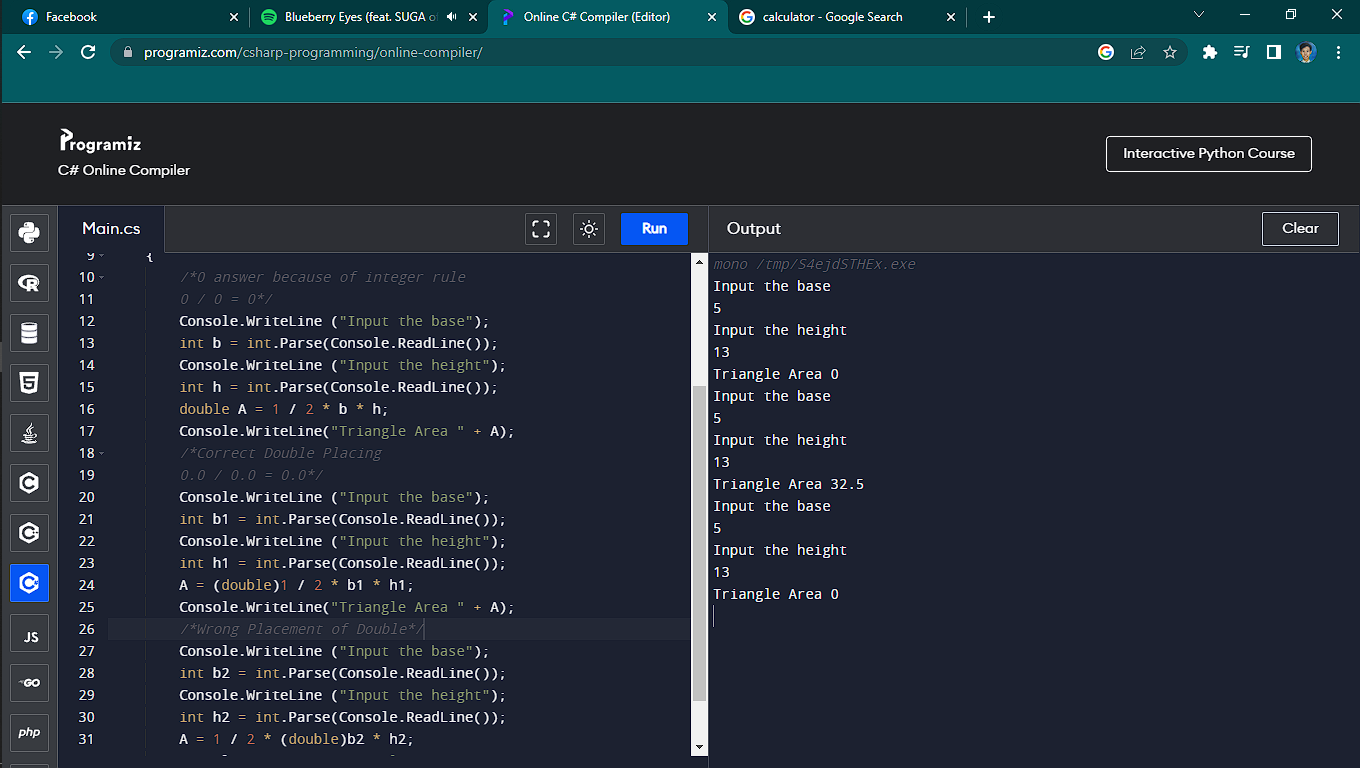 Facebook
Blueberry Eyes (feat. SUGA of
Online C# Compiler (Editor)
calculator - Google Search
programiz.com/csharp-programming/online-compiler/
Programiz
C# Online Compiler
Interactive Python Course
Main.cs
Run
Output
Clear
9 {
10 /*0 answer because of integer rule
11 0 / 0 = 0*/
12 Console.WriteLine ("Input the base");
13 int b = int.Parse(Console.ReadLine());
14 Console.WriteLine ("Input the height");
15 int h = int.Parse(Console.ReadLine());
16 double A = 1 / 2 * b * h;
17 Console.WriteLine("Triangle Area " + A);
18 /*Correct Double Placing
19 0.0 / 0.0 = 0.0*/
20 Console.WriteLine ("Input the base");
21 int b1 = int.Parse(Console.ReadLine());
22 Console.WriteLine ("Input the height");
23 int h1 = int.Parse(Console.ReadLine());
24 A = (double)1 / 2 * b1 * h1;
25 Console.WriteLine("Triangle Area " + A);
26 /*Wrong Placement of Double*/
27 Console.WriteLine ("Input the base");
28 int b2 = int.Parse(Console.ReadLine());
29 Console.WriteLine ("Input the height");
30 int h2 = int.Parse(Console.ReadLine());
31 A = 1 / 2 * (double)b2 * h2;
mono /tmp/S4ejdSTHEx.exe
Input the base
5
Input the height
13
Triangle Area 0
Input the base
5
Input the height
13
Triangle Area 32.5
Input the base
5
Input the height
13
Triangle Area 0
R
5
C
C
C
JS
GO
php